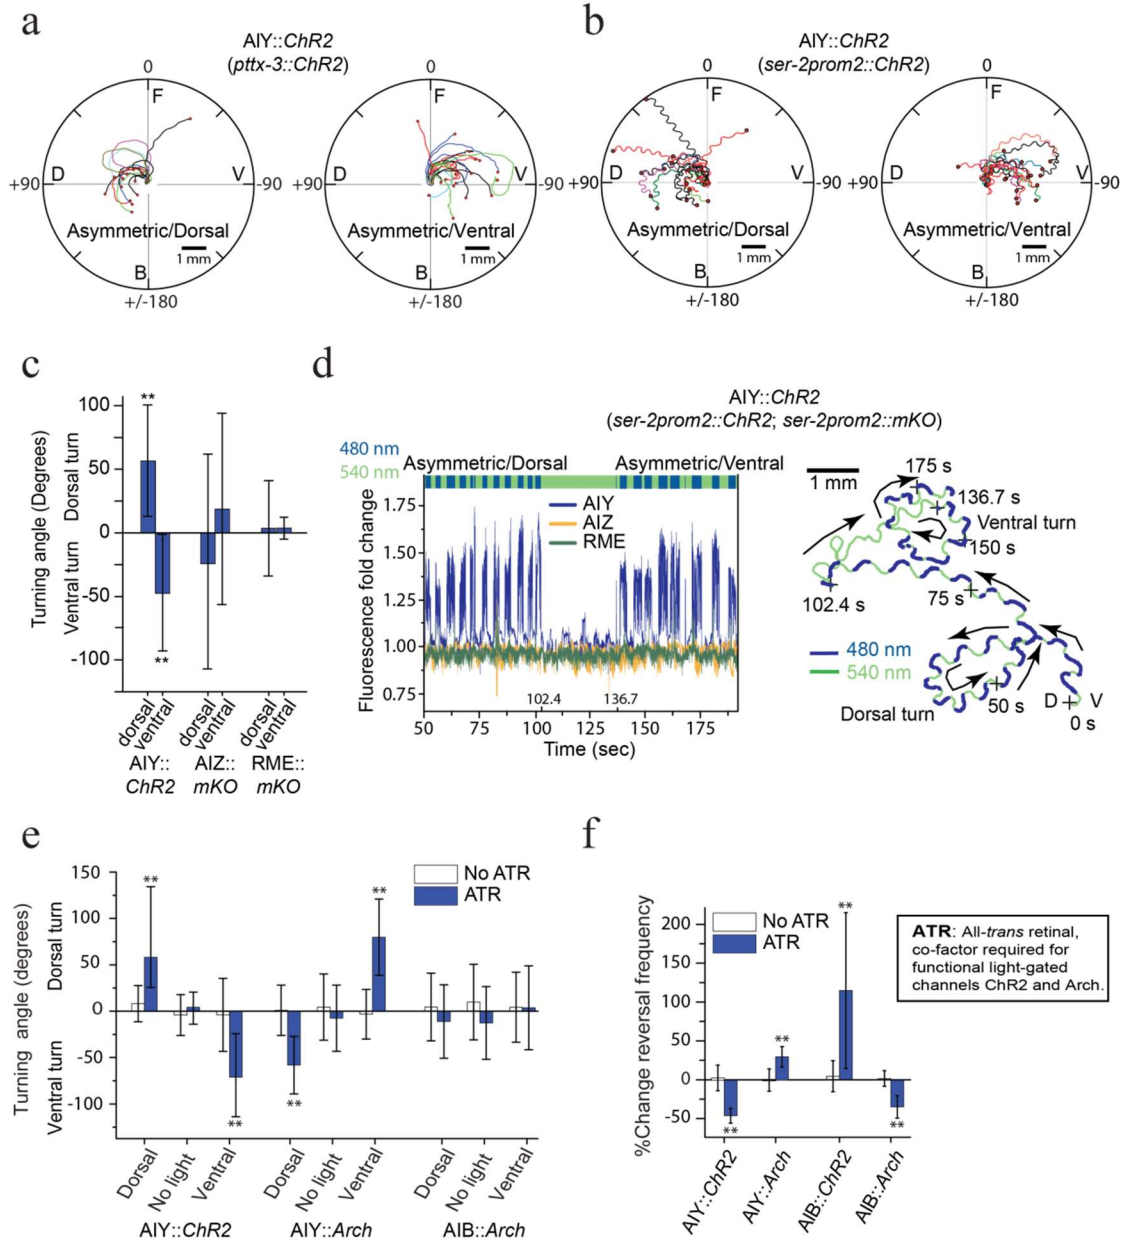 a
AIY::ChR2
(pttx-3::ChR2)
0
F
D
V
+90
-90
B
+/-180
Asymmetric/Dorsal
1 mm
0
F
+90
V
-90
B
+/-180
Asymmetric/Ventral
1 mm
b
AIY::ChR2
(ser-2prom2::ChR2)
0
F
D
V
+90
-90
B
+/-180
Asymmetric/Dorsal
1 mm
0
F
+90
V
-90
B
+/-180
Asymmetric/Ventral
1 mm
c
Turning angle (Degrees)
Ventral turn Dorsal turn
100
50
0
-50
-100
**
**
dorsal
ventral
dorsal
ventral
dorsal
ventral
AIY::
ChR2
AIZ::
mKO
RME::
mKO
d
AIY::ChR2
(ser-2prom2::ChR2; ser-2prom2::mKO)
480 nm
540 nm
Asymmetric/Dorsal
Asymmetric/Ventral
Fluorescence fold change
1.75
1.50
1.25
1.00
0.75
AIY
AIZ
RME
102.4
136.7
50 75 100 125 150 175
Time (sec)
1 mm
175 s
136.7 s
Ventral turn
150 s
102.4 s
75 s
480 nm
540 nm
Dorsal turn
50 s
D V
0 s
e
Turning angle (degrees)
Ventral turn Dorsal turn
150
100
50
0
-50
-100
No ATR
ATR
**
**
**
**
Dorsal
No light
Ventral
Dorsal
No light
Ventral
Dorsal
No light
Ventral
AIY::ChR2
AIY::Arch
AIB::Arch
f
%Change reversal frequency
200
150
100
50
0
-50
No ATR
ATR
**
**
**
**
AIY::ChR2
AIY::Arch
AIB::ChR2
AIB::Arch
ATR: All-trans retinal,
co-factor required for
functional light-gated
channels ChR2 and Arch.